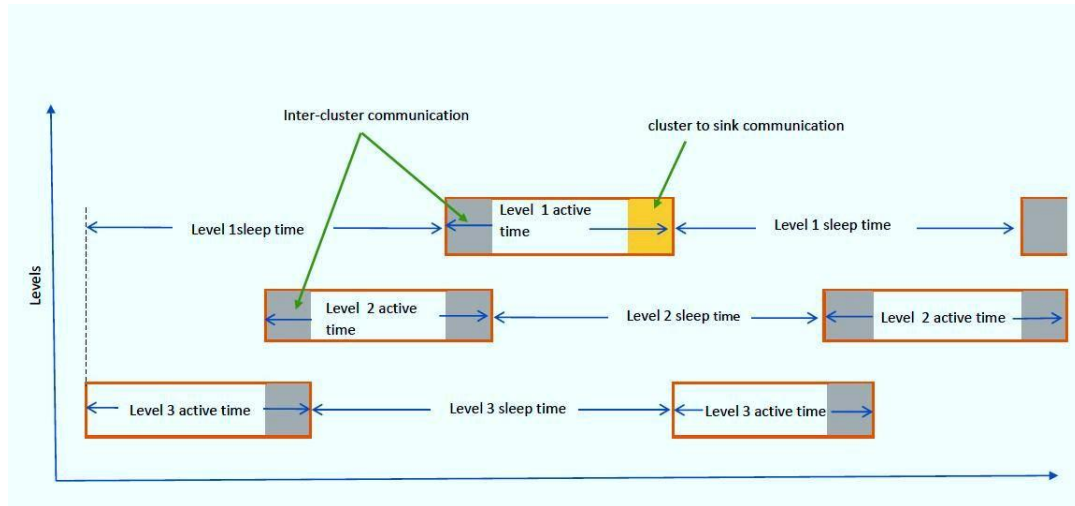 Inter-cluster communication
cluster to sink communication
Level 1 active
time
Level 1sleep time
Level 1 sleep time
Levels
Level 2 active
time
Level 2 sleep time
Level 2 active time
Level 3 active time
Level 3 sleep time
Level 3 active time